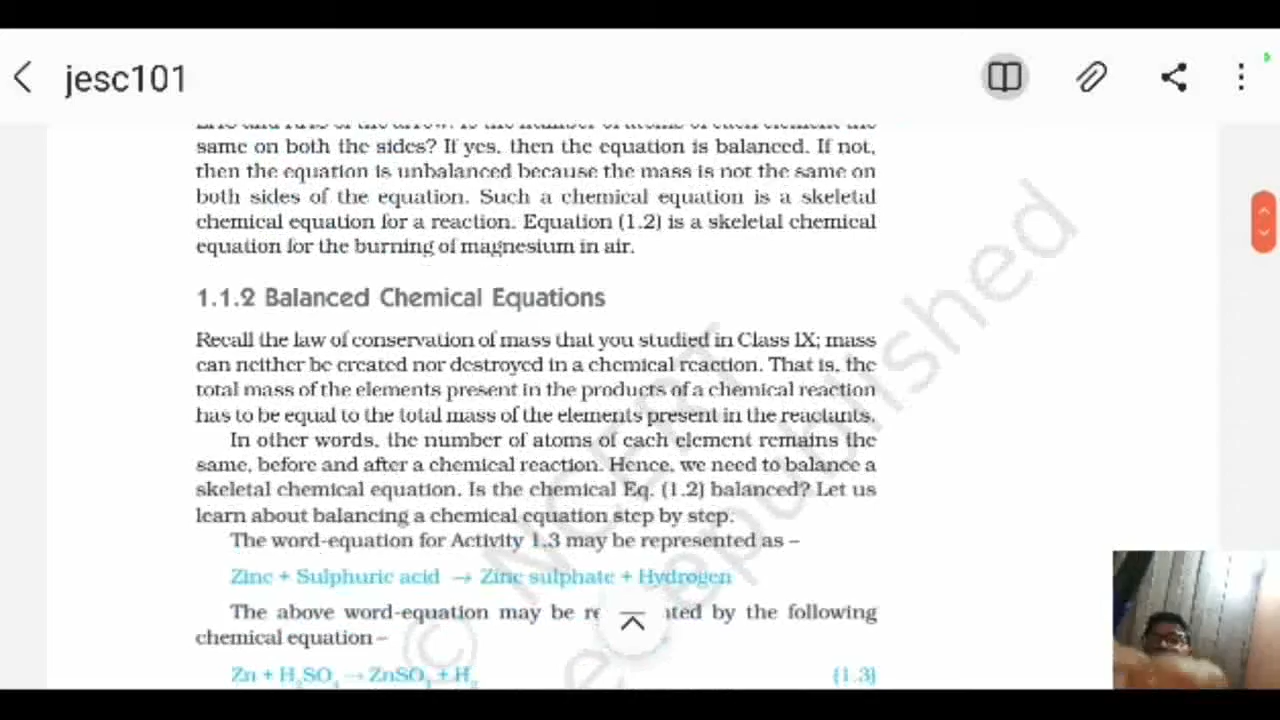 jesc101
same on both the sides? If yes, then the equation is balanced. If not,
then the equation is unbalanced because the mass is not the same on
both sides of the equation. Such a chemical equation is a skeletal
chemical equation for a reaction. Equation (1.2) is a skeletal chemical
equation for the burning of magnesium in air.
1.1.2 Balanced Chemical Equations
Recall the law of conservation of mass that you studied in Class IX; mass
can neither be created nor destroyed in a chemical reaction. That is, the
total mass of the elements present in the products of a chemical reaction
has to be equal to the total mass of the elements present in the reactants.
In other words, the number of atoms of each element remains the
same, before and after a chemical reaction. Hence, we need to balance a
skeletal chemical equation. Is the chemical Eq. (1.2) balanced? Let us
learn about balancing a chemical equation step by step.
The word-equation for Activity 1.3 may be represented as –
Zinc + Sulphuric acid → Zinc sulphate + Hydrogen
The above word-equation may be by the following
chemical equation –
Zn + H₂SO₄ → ZnSO₄ + H₂ (1.3)
© NCERT
republished